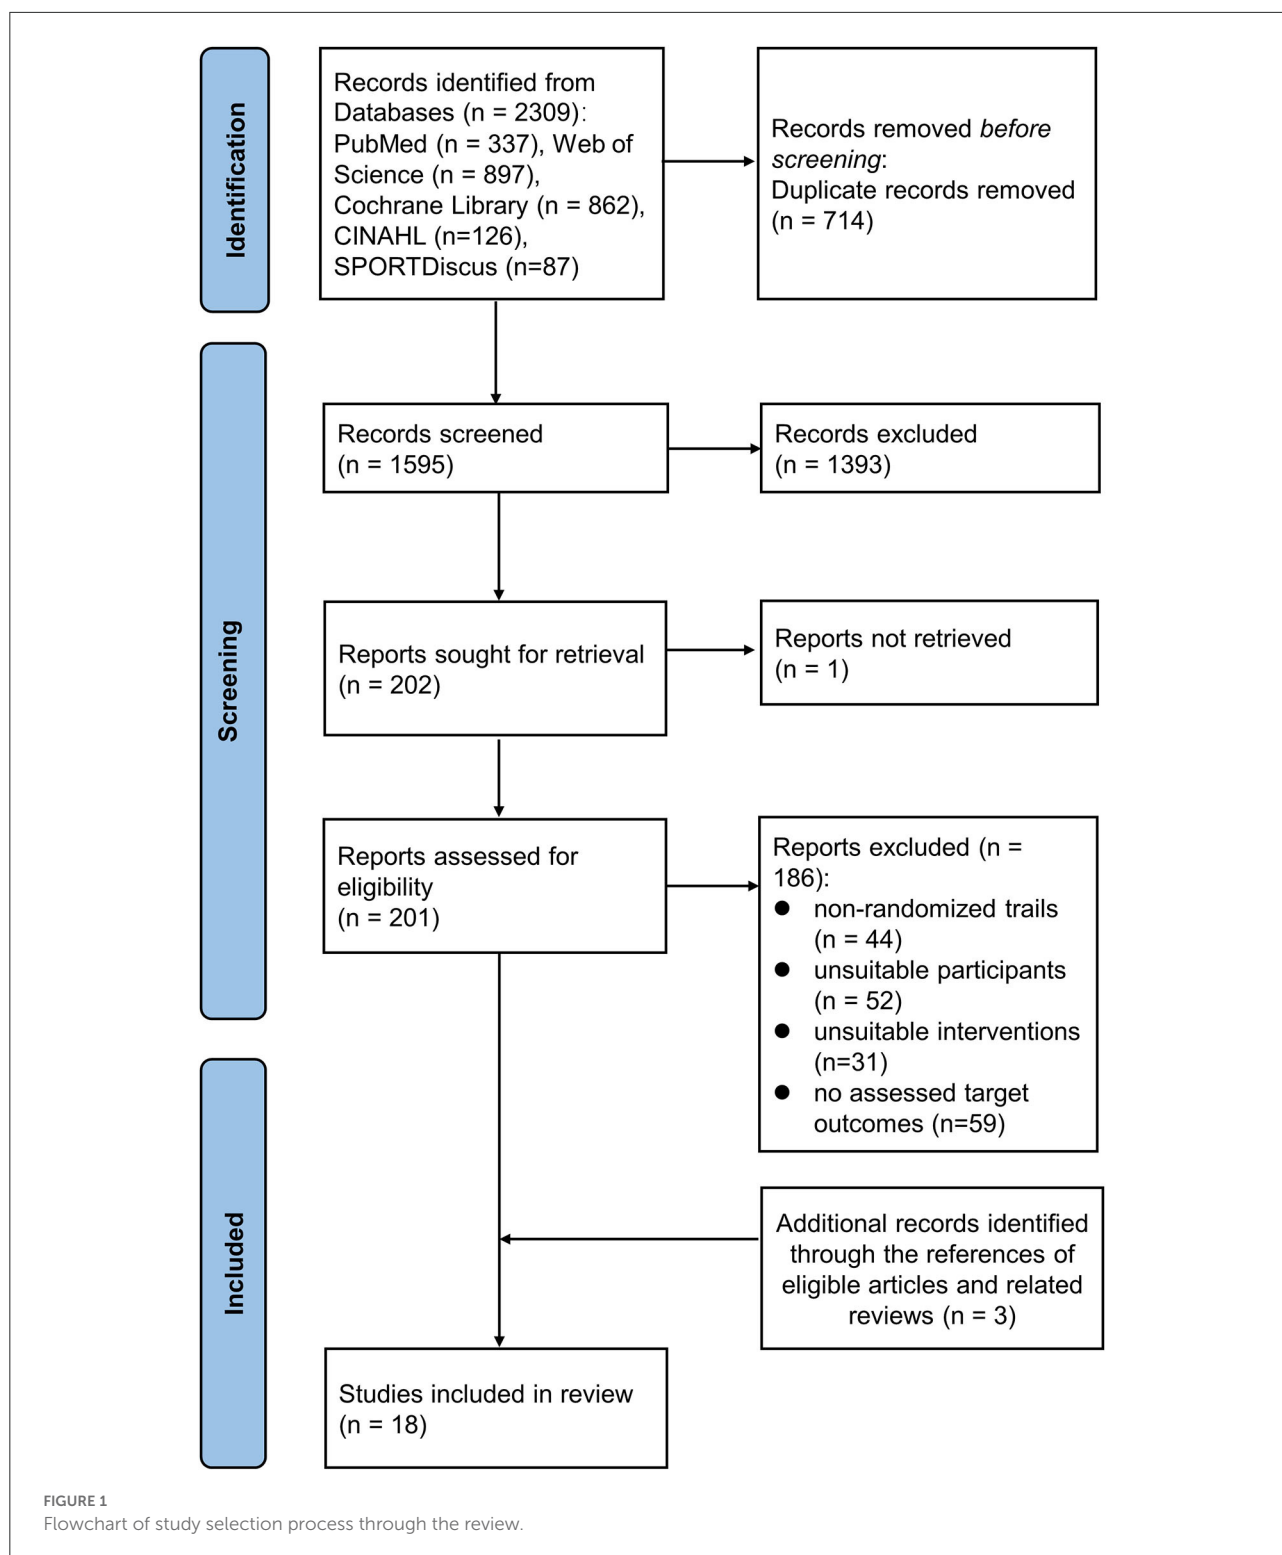 Identification
Records identified from
Databases (n = 2309):
PubMed (n = 337), Web of
Science (n = 897),
Cochrane Library (n = 862),
CINAHL (n=126),
SPORTDiscus (n=87)
Records removed before
screening:
Duplicate records removed
(n = 714)
Screening
Records screened
(n = 1595)
Records excluded
(n = 1393)
Reports sought for retrieval
(n = 202)
Reports not retrieved
(n = 1)
Reports assessed for
eligibility
(n = 201)
Reports excluded (n =
186):
● non-randomized trails
(n = 44)
● unsuitable participants
(n = 52)
● unsuitable interventions
(n=31)
● no assessed target
outcomes (n=59)
Included
Additional records identified
through the references of
eligible articles and related
reviews (n = 3)
Studies included in review
(n = 18)
FIGURE 1
Flowchart of study selection process through the review.